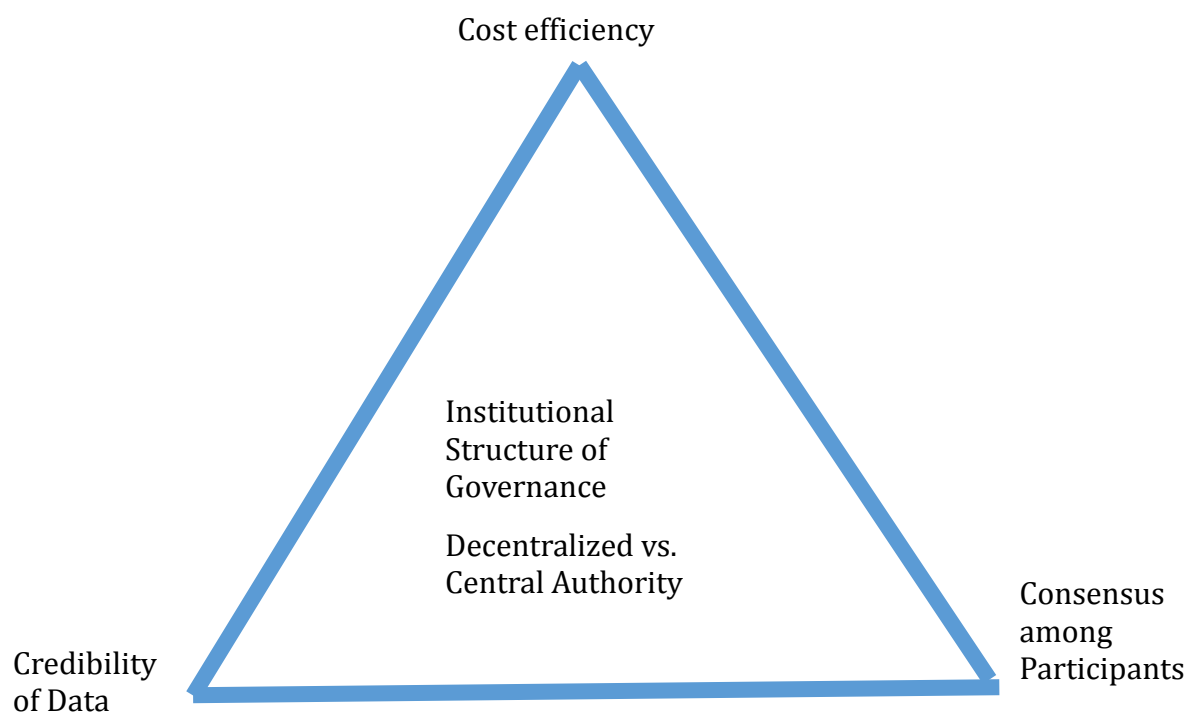 Cost efficiency
Institutional
Structure of
Governance
Decentralized vs.
Central Authority
Consensus
among
Participants
Credibility
of Data